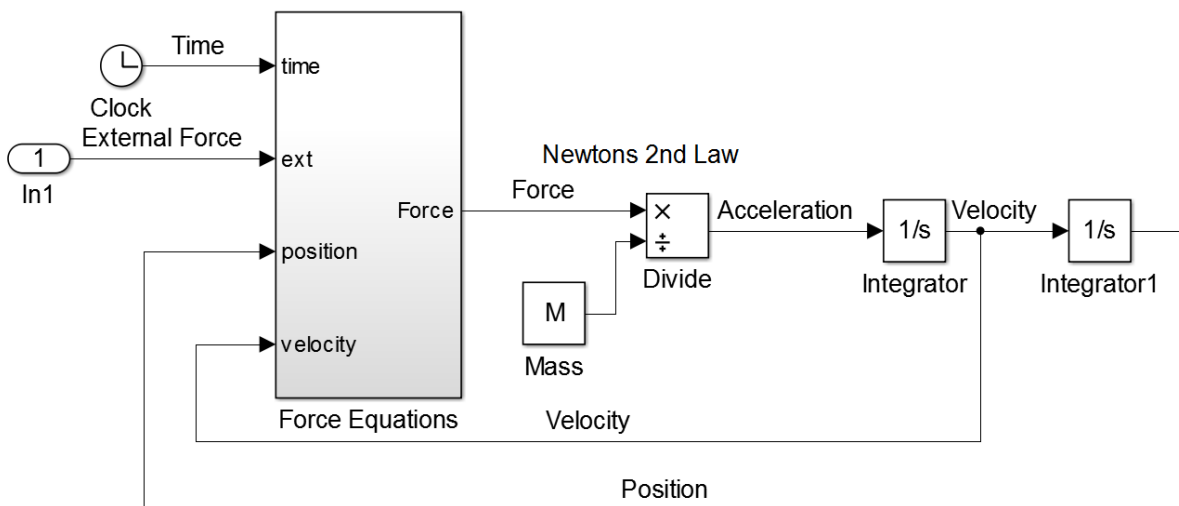 Time
time
Clock
External Force
1
ext
In1
Newtons 2nd Law
Force
Force
×
÷
Acceleration
1/s
Velocity
1/s
position
Divide
Integrator
Integrator1
M
velocity
Mass
Force Equations
Velocity
Position